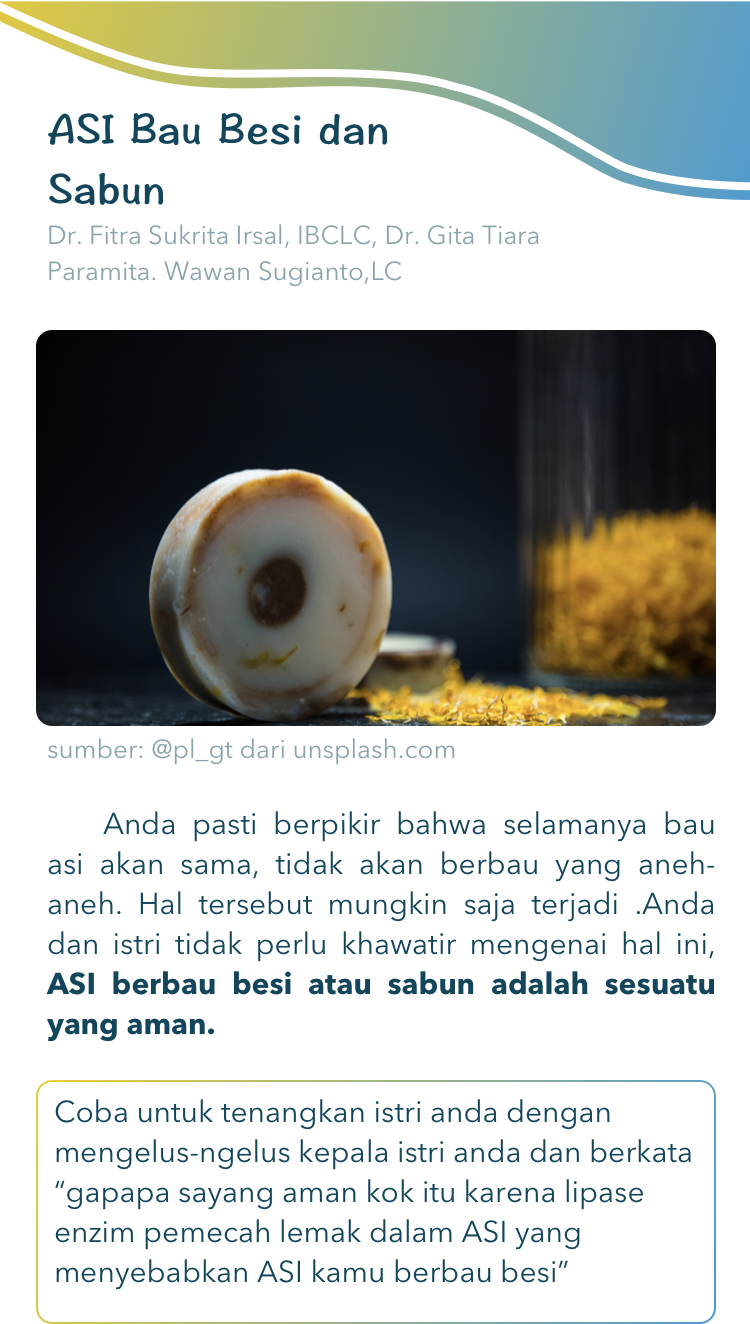 ASI Bau Besi dan
Sabun
Dr. Fitra Sukrita Irsal, IBCLC, Dr. Gita Tiara
Paramita. Wawan Sugianto,LC
sumber: @pl_gt dari unsplash.com
Anda pasti berpikir bahwa selamanya bau
asi akan sama, tidak akan berbau yang aneh-
aneh. Hal tersebut mungkin saja terjadi .Anda
dan istri tidak perlu khawatir mengenai hal ini,
ASI berbau besi atau sabun adalah sesuatu
yang aman.
Coba untuk tenangkan istri anda dengan
mengelus-ngelus kepala istri anda dan berkata
“gapapa sayang aman kok itu karena lipase
enzim pemecah lemak dalam ASI yang
menyebabkan ASI kamu berbau besi”